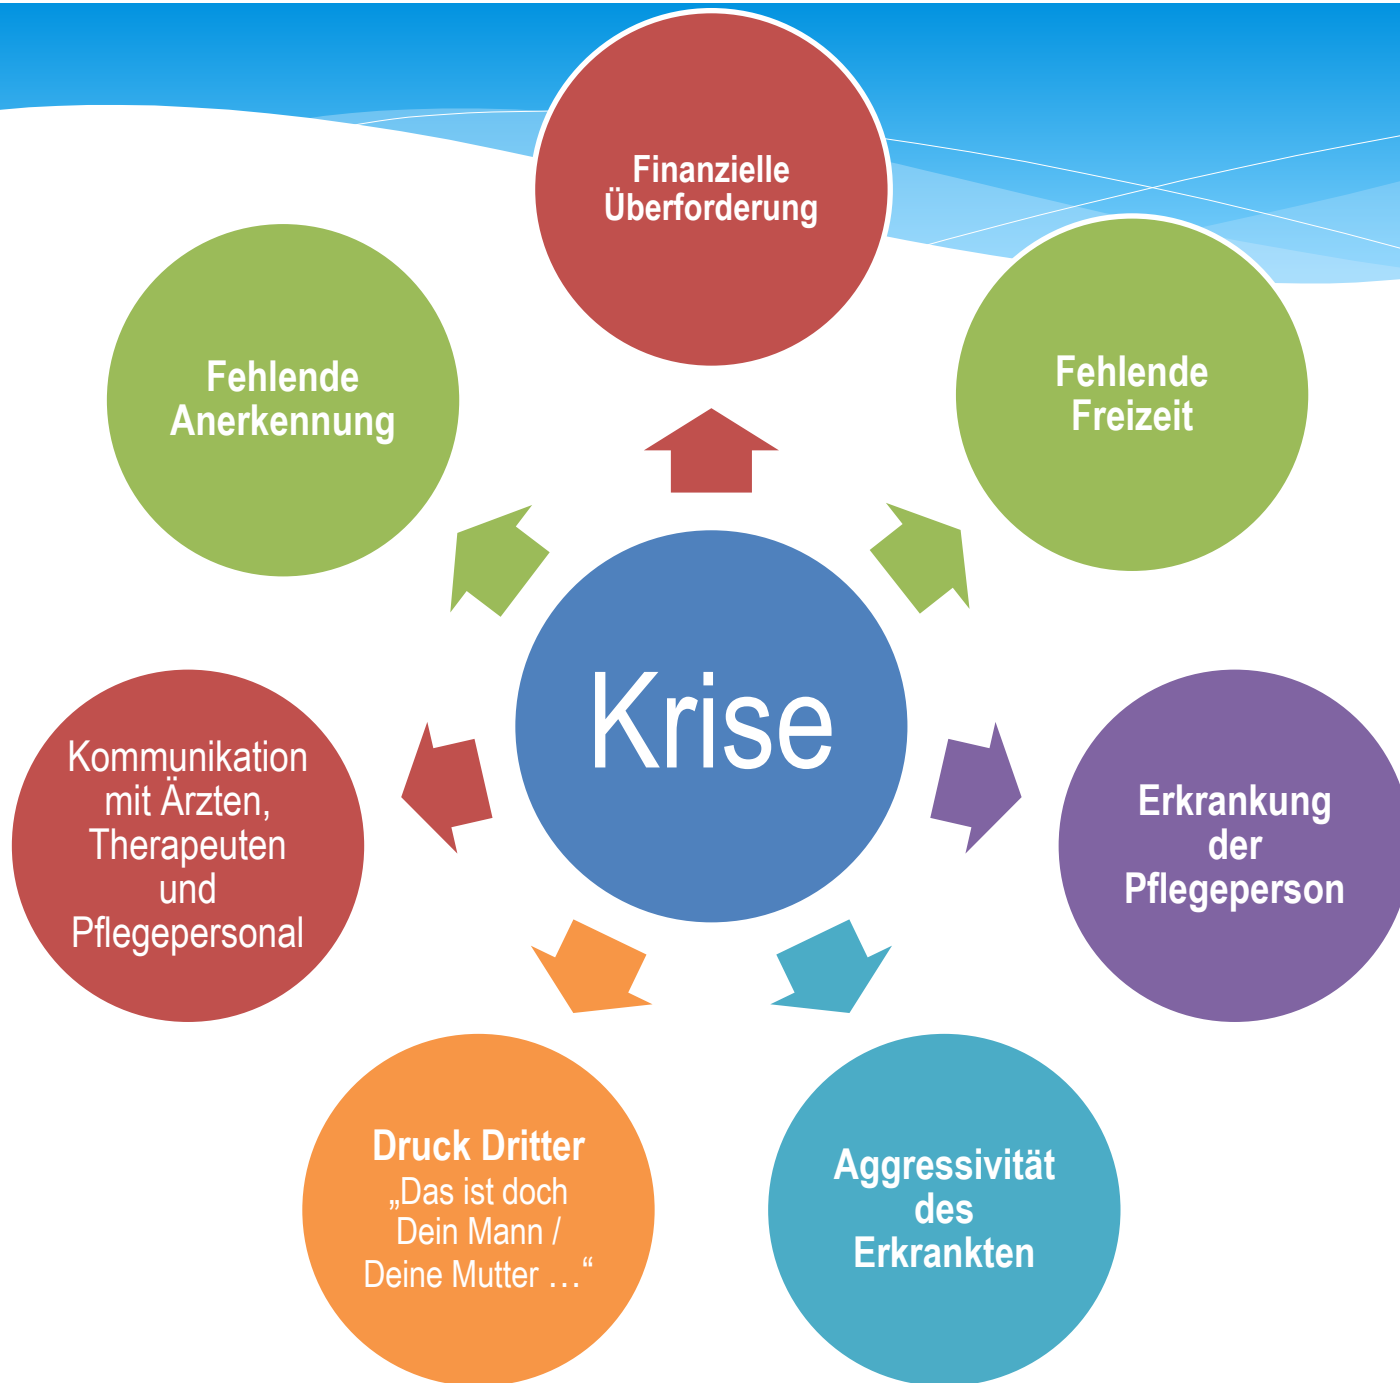 Finanzielle
Überforderung
Fehlende
Freizeit
Fehlende
Anerkennung
Krise
Kommunikation
mit Ärzten,
Therapeuten
und
Pflegepersonal
Erkrankung
der
Pflegeperson
Druck Dritter
„Das ist doch
Dein Mann /
Deine Mutter …“
Aggressivität
des
Erkrankten